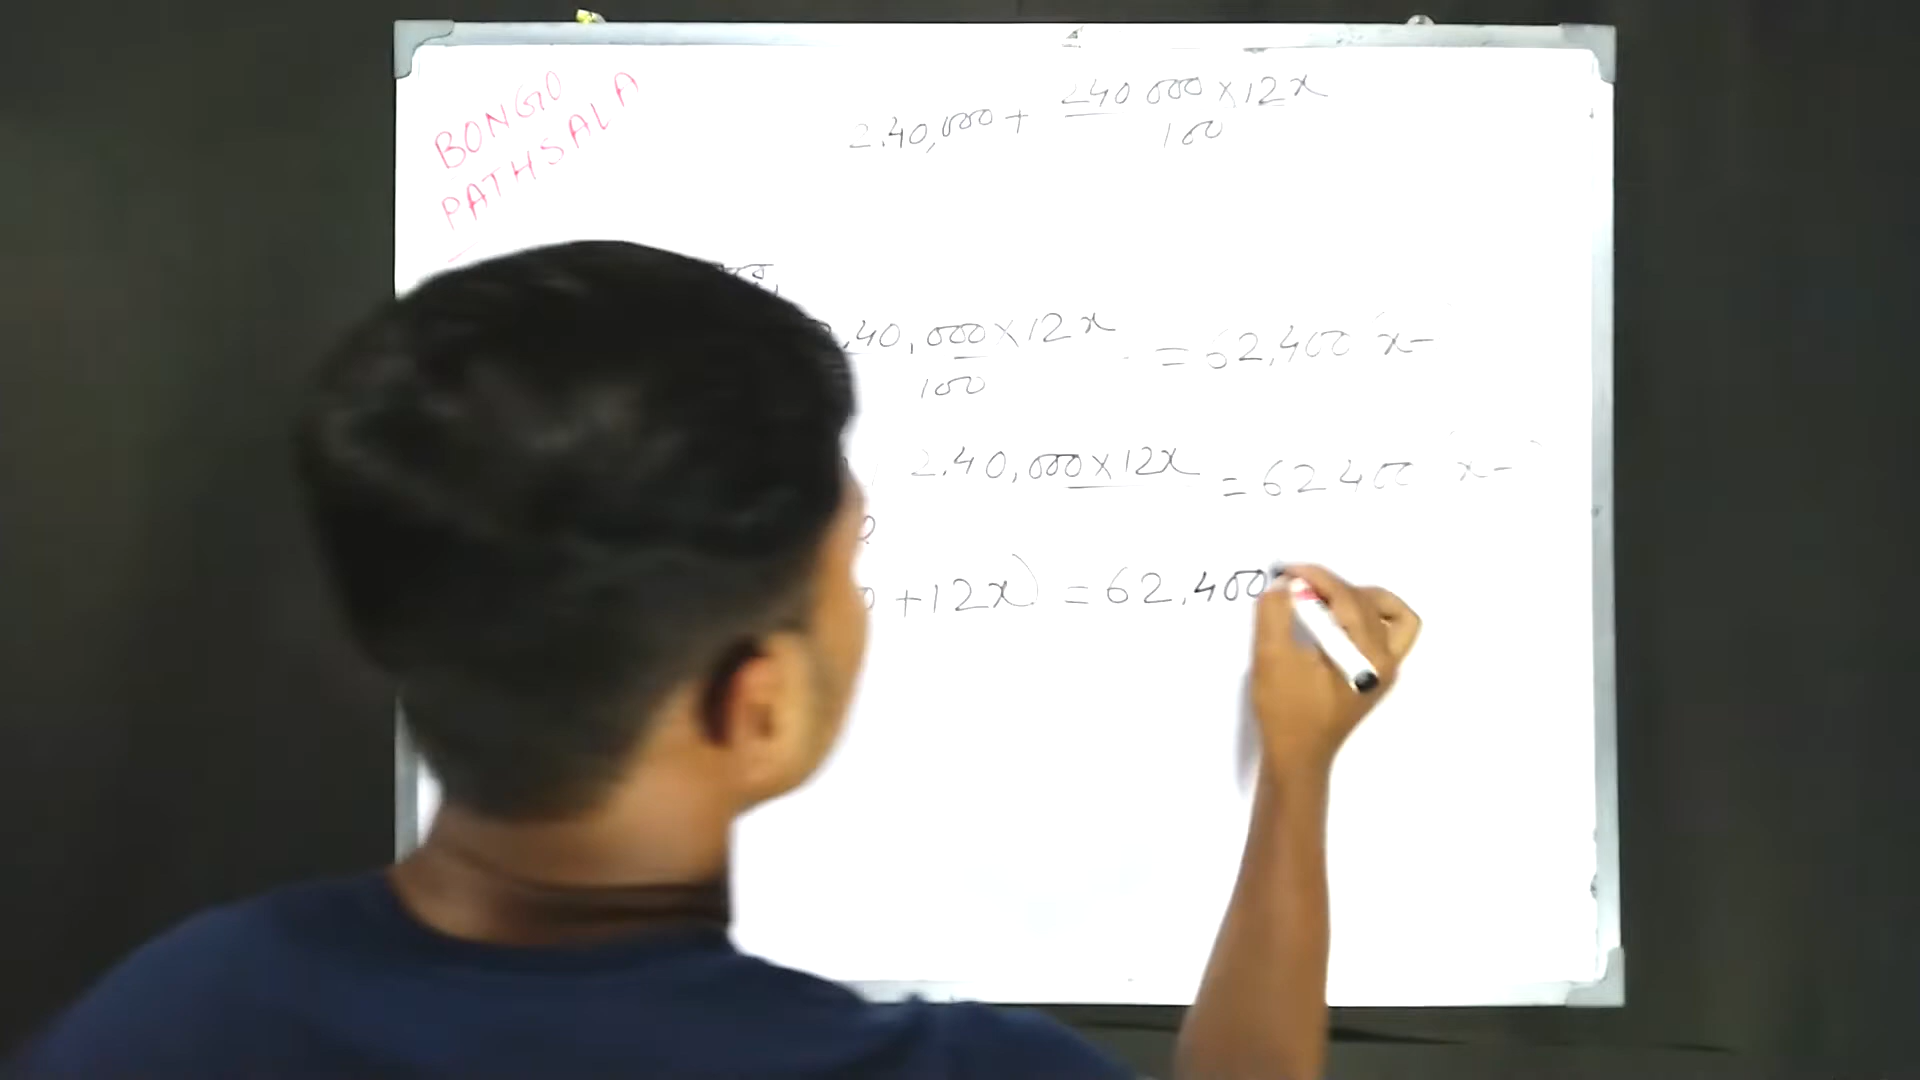 BONGO
PATHSALA
2.40,000 + 240 000 × 12x
100
.40,000 × 12x = 62,400 x -
100
2.40,000 × 12x = 62400 x -
0 + 12x) = 62,400